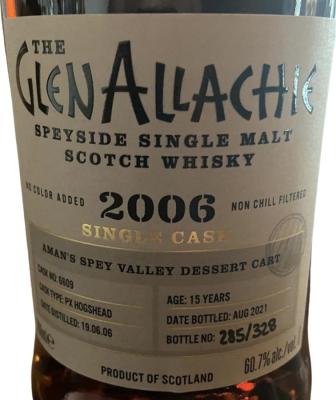 THE
GLENALLACHIE
SPEYSIDE SINGLE MALT
SCOTCH WHISKY
NO COLOR ADDED
2006
NON CHILL FILTERED
SINGLE CASK
AMAN'S SPEY VALLEY DESSERT CART
CASK NO: 6609
CASK TYPE: PX HOGSHEAD
DATE DISTILLED: 19.06.06
AGE: 15 YEARS
DATE BOTTLED: AUG 2021
BOTTLE NO: 285/328
60.7% alc./vol.
PRODUCT OF SCOTLAND